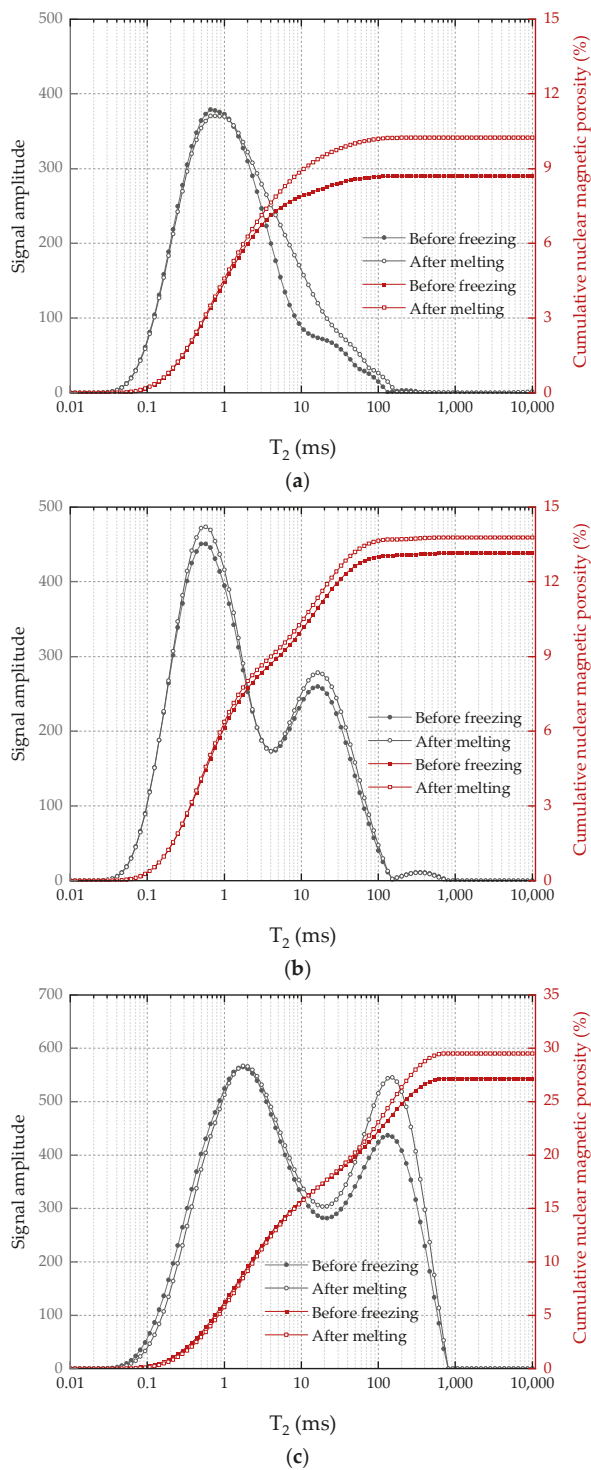 500
400
300
200
100
0
Signal amplitude
15
12
9
6
3
0
Cumulative nuclear magnetic porosity (%)
Before freezing
After melting
Before freezing
After melting
0.01 0.1 1 10 100 1,000 10,000
T₂ (ms)
(a)
500
400
300
200
100
0
Signal amplitude
15
12
9
6
3
0
Cumulative nuclear magnetic porosity (%)
Before freezing
After melting
Before freezing
After melting
0.01 0.1 1 10 100 1,000 10,000
T₂ (ms)
(b)
700
600
500
400
300
200
100
0
Signal amplitude
35
30
25
20
15
10
5
0
Cumulative nuclear magnetic porosity (%)
Before freezing
After melting
Before freezing
After melting
0.01 0.1 1 10 100 1,000 10,000
T₂ (ms)
(c)